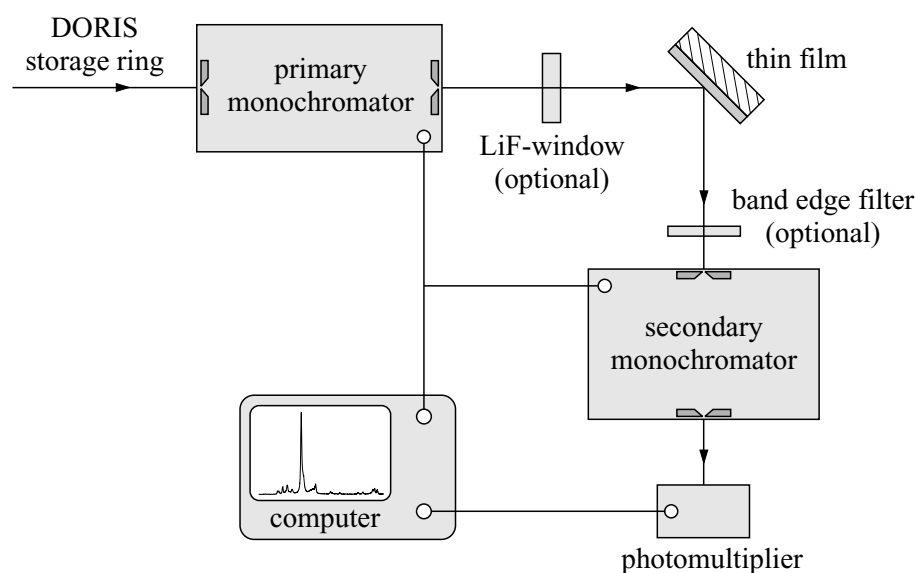 DORIS
storage ring
primary
monochromator
thin film
LiF-window
(optional)
band edge filter
(optional)
secondary
monochromator
computer
photomultiplier